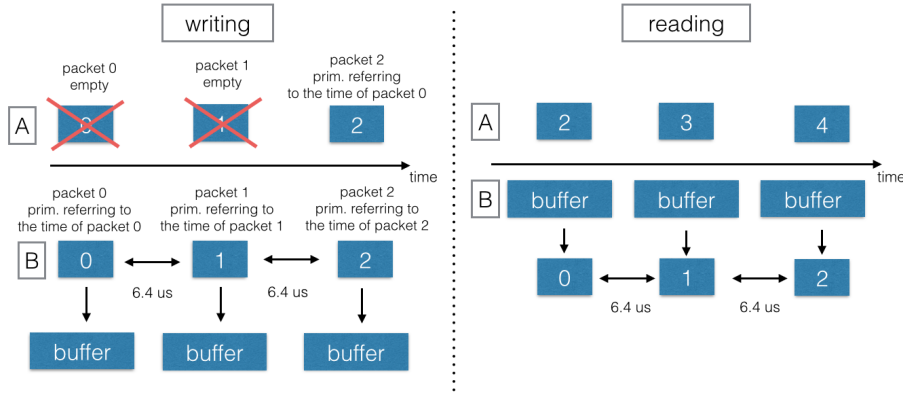 writing
reading
packet 0
empty
packet 1
empty
packet 2
prim. referring
to the time of packet 0
A
0
1
2
time
packet 0
prim. referring to
the time of packet 0
packet 1
prim. referring to
the time of packet 1
packet 2
prim. referring to
the time of packet 2
B
0
1
2
6.4 us
6.4 us
buffer
buffer
buffer
A
2
3
4
time
B
buffer
buffer
buffer
0
1
2
6.4 us
6.4 us